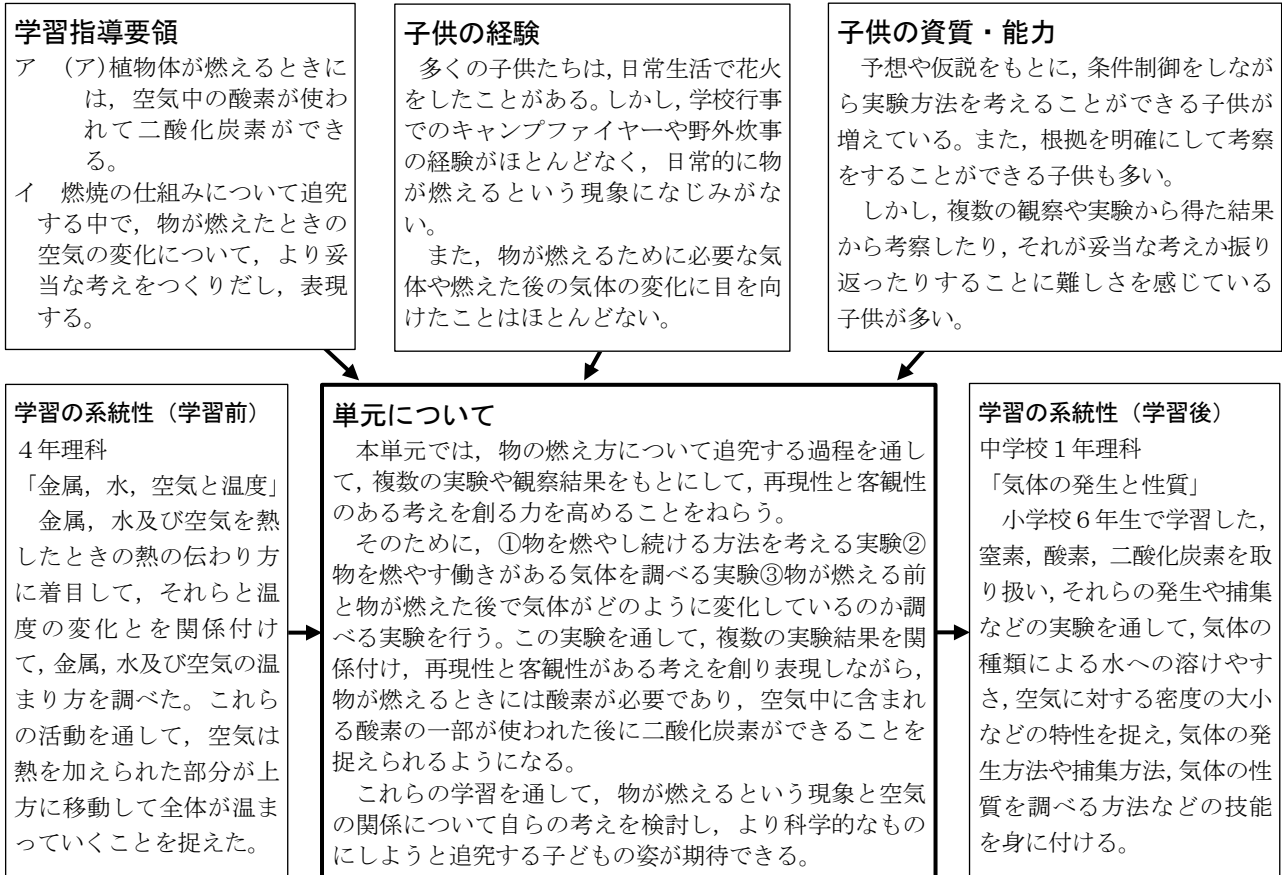 学習指導要領
ア　(ア)植物体が燃えるときに
は，空気中の酸素が使わ
れて二酸化炭素ができ
る。
イ　燃焼の仕組みについて追究
する中で，物が燃えたときの
空気の変化について，より妥
当な考えをつくりだし，表現
する。
子供の経験
多くの子供たちは，日常生活で花火
をしたことがある。しかし，学校行事
でのキャンプファイヤーや野外炊事
の経験がほとんどなく，日常的に物
が燃えるという現象になじみがな
い。
また，物が燃えるために必要な気
体や燃えた後の気体の変化に目を向
けたことはほとんどない。
子供の資質・能力
予想や仮説をもとに，条件制御をしなが
ら実験方法を考えることができる子供が
増えている。また，根拠を明確にして考察
をすることができる子供も多い。
しかし，複数の観察や実験から得た結果
から考察したり，それが妥当な考えか振り
返ったりすることに難しさを感じている
子供が多い。
学習の系統性（学習前）
４年理科
「金属，水，空気と温度」
金属，水及び空気を熱
したときの熱の伝わり方
に着目して，それらと温
度の変化とを関係付け
て，金属，水及び空気の温
まり方を調べた。これら
の活動を通して，空気は
熱を加えられた部分が上
方に移動して全体が温ま
っていくことを捉えた。
単元について
本単元では，物の燃え方について追究する過程を通し
て，複数の実験や観察結果をもとにして，再現性と客観性
のある考えを創る力を高めることをねらう。
そのために，①物を燃やし続ける方法を考える実験②
物を燃やす働きがある気体を調べる実験③物が燃える前
と物が燃えた後で気体がどのように変化しているのか調
べる実験を行う。この実験を通して，複数の実験結果を関
係付け，再現性と客観性がある考えを創り表現しながら，
物が燃えるときには酸素が必要であり，空気中に含まれ
る酸素の一部が使われた後に二酸化炭素ができることを
捉えられるようになる。
これらの学習を通して，物が燃えるという現象と空気
の関係について自らの考えを検討し，より科学的なもの
にしようと追究する子どもの姿が期待できる。
学習の系統性（学習後）
中学校１年理科
「気体の発生と性質」
小学校６年生で学習した，
窒素，酸素，二酸化炭素を取
り扱い，それらの発生や捕集
などの実験を通して，気体の
種類による水への溶けやす
さ，空気に対する密度の大小
などの特性を捉え，気体の発
生方法や捕集方法，気体の性
質を調べる方法などの技能
を身に付ける。